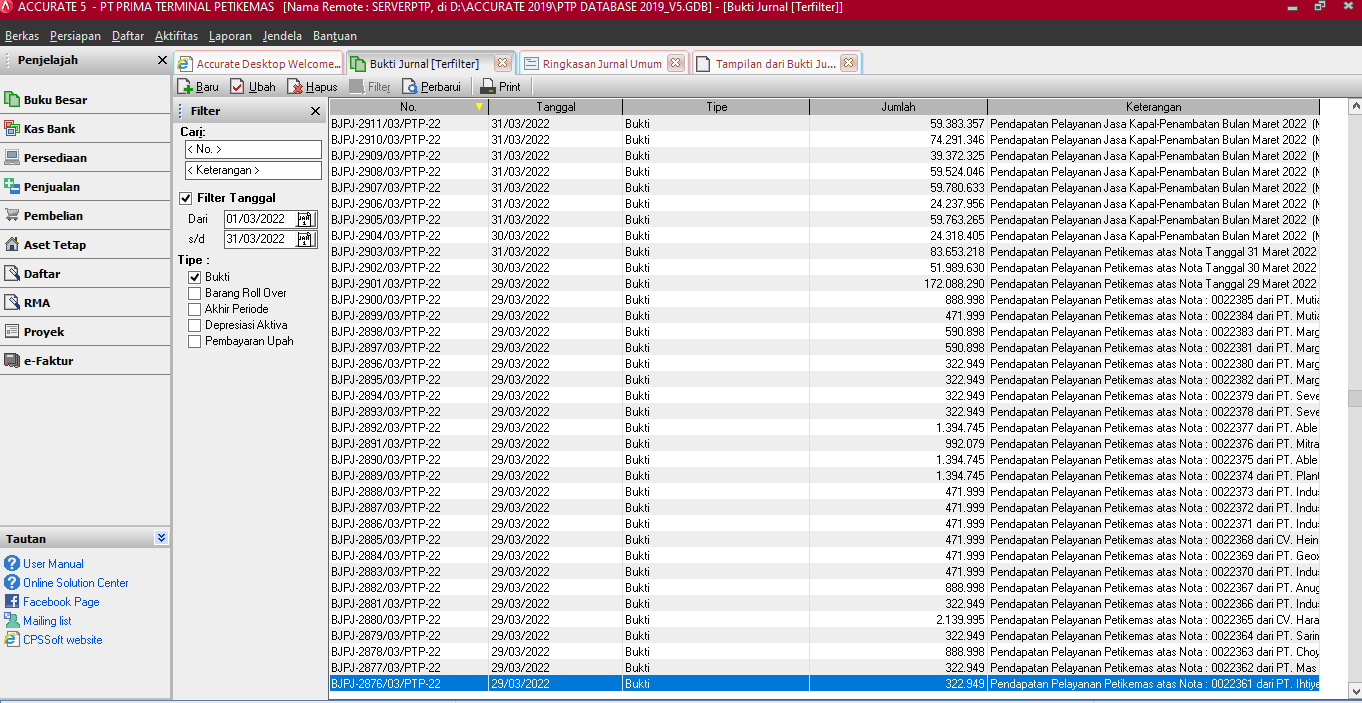 ACCURATE 5 - PT PRIMA TERMINAL PETIKEMAS [Nama Remote : SERVERPTP, di D:\ACCURATE 2019\PTP DATABASE 2019_V5.GDB] - [Bukti Jurnal [Terfilter]]
Berkas Persiapan Daftar Aktifitas Laporan Jendela Bantuan
Penjelajah
Accurate Desktop Welcome... Bukti Jurnal [Terfilter] Ringkasan Jurnal Umum Tampilan dari Bukti Ju...
Baru Ubah Hapus Filter Perbarui Print
Buku Besar
Kas Bank
Persediaan
Penjualan
Pembelian
Aset Tetap
Daftar
RMA
Proyek
e-Faktur
Tautan
User Manual
Online Solution Center
Facebook Page
Mailing list
CPSSoft website
Filter
Cari:
< No. >
< Keterangan >
Filter Tanggal
Dari 01/03/2022
s/d 31/03/2022
Tipe :
Bukti
Barang Roll Over
Akhir Periode
Depresiasi Aktiva
Pembayaran Upah
No. Tanggal Tipe Jumlah Keterangan
BJPJ-2911/03/PTP-22 31/03/2022 Bukti 59.383.357 Pendapatan Pelayanan Jasa Kapal-Penambatan Bulan Maret 2022 (M
BJPJ-2910/03/PTP-22 31/03/2022 Bukti 74.291.346 Pendapatan Pelayanan Jasa Kapal-Penambatan Bulan Maret 2022 (M
BJPJ-2909/03/PTP-22 31/03/2022 Bukti 39.372.325 Pendapatan Pelayanan Jasa Kapal-Penambatan Bulan Maret 2022 (M
BJPJ-2908/03/PTP-22 31/03/2022 Bukti 59.524.046 Pendapatan Pelayanan Jasa Kapal-Penambatan Bulan Maret 2022 (M
BJPJ-2907/03/PTP-22 31/03/2022 Bukti 59.780.633 Pendapatan Pelayanan Jasa Kapal-Penambatan Bulan Maret 2022 (M
BJPJ-2906/03/PTP-22 31/03/2022 Bukti 24.237.956 Pendapatan Pelayanan Jasa Kapal-Penambatan Bulan Maret 2022 (M
BJPJ-2905/03/PTP-22 31/03/2022 Bukti 59.763.265 Pendapatan Pelayanan Jasa Kapal-Penambatan Bulan Maret 2022 (M
BJPJ-2904/03/PTP-22 30/03/2022 Bukti 24.318.405 Pendapatan Pelayanan Jasa Kapal-Penambatan Bulan Maret 2022 (M
BJPJ-2903/03/PTP-22 31/03/2022 Bukti 83.653.218 Pendapatan Pelayanan Petikemas atas Nota Tanggal 31 Maret 2022
BJPJ-2902/03/PTP-22 30/03/2022 Bukti 51.989.630 Pendapatan Pelayanan Petikemas atas Nota Tanggal 30 Maret 2022
BJPJ-2901/03/PTP-22 29/03/2022 Bukti 172.088.290 Pendapatan Pelayanan Petikemas atas Nota Tanggal 29 Maret 2022
BJPJ-2900/03/PTP-22 29/03/2022 Bukti 888.998 Pendapatan Pelayanan Petikemas atas Nota : 0022385 dari PT. Mutia
BJPJ-2899/03/PTP-22 29/03/2022 Bukti 471.999 Pendapatan Pelayanan Petikemas atas Nota : 0022384 dari PT. Mutia
BJPJ-2898/03/PTP-22 29/03/2022 Bukti 590.898 Pendapatan Pelayanan Petikemas atas Nota : 0022383 dari PT. Marg
BJPJ-2897/03/PTP-22 29/03/2022 Bukti 590.898 Pendapatan Pelayanan Petikemas atas Nota : 0022381 dari PT. Marg
BJPJ-2896/03/PTP-22 29/03/2022 Bukti 322.949 Pendapatan Pelayanan Petikemas atas Nota : 0022380 dari PT. Marg
BJPJ-2895/03/PTP-22 29/03/2022 Bukti 322.949 Pendapatan Pelayanan Petikemas atas Nota : 0022382 dari PT. Marg
BJPJ-2894/03/PTP-22 29/03/2022 Bukti 322.949 Pendapatan Pelayanan Petikemas atas Nota : 0022379 dari PT. Seve
BJPJ-2893/03/PTP-22 29/03/2022 Bukti 322.949 Pendapatan Pelayanan Petikemas atas Nota : 0022378 dari PT. Seve
BJPJ-2892/03/PTP-22 29/03/2022 Bukti 1.394.745 Pendapatan Pelayanan Petikemas atas Nota : 0022377 dari PT. Able
BJPJ-2891/03/PTP-22 29/03/2022 Bukti 992.079 Pendapatan Pelayanan Petikemas atas Nota : 0022376 dari PT. Mitra
BJPJ-2890/03/PTP-22 29/03/2022 Bukti 1.394.745 Pendapatan Pelayanan Petikemas atas Nota : 0022375 dari PT. Able
BJPJ-2889/03/PTP-22 29/03/2022 Bukti 1.394.745 Pendapatan Pelayanan Petikemas atas Nota : 0022374 dari PT. Plant
BJPJ-2888/03/PTP-22 29/03/2022 Bukti 471.999 Pendapatan Pelayanan Petikemas atas Nota : 0022373 dari PT. Indus
BJPJ-2887/03/PTP-22 29/03/2022 Bukti 471.999 Pendapatan Pelayanan Petikemas atas Nota : 0022372 dari PT. Indus
BJPJ-2886/03/PTP-22 29/03/2022 Bukti 471.999 Pendapatan Pelayanan Petikemas atas Nota : 0022371 dari PT. Indus
BJPJ-2885/03/PTP-22 29/03/2022 Bukti 471.999 Pendapatan Pelayanan Petikemas atas Nota : 0022368 dari CV. Hein
BJPJ-2884/03/PTP-22 29/03/2022 Bukti 471.999 Pendapatan Pelayanan Petikemas atas Nota : 0022369 dari PT. Geox
BJPJ-2883/03/PTP-22 29/03/2022 Bukti 471.999 Pendapatan Pelayanan Petikemas atas Nota : 0022370 dari PT. Indus
BJPJ-2882/03/PTP-22 29/03/2022 Bukti 888.998 Pendapatan Pelayanan Petikemas atas Nota : 0022367 dari PT. Anug
BJPJ-2881/03/PTP-22 29/03/2022 Bukti 322.949 Pendapatan Pelayanan Petikemas atas Nota : 0022366 dari PT. Indus
BJPJ-2880/03/PTP-22 29/03/2022 Bukti 2.139.995 Pendapatan Pelayanan Petikemas atas Nota : 0022365 dari CV. Hara
BJPJ-2879/03/PTP-22 29/03/2022 Bukti 322.949 Pendapatan Pelayanan Petikemas atas Nota : 0022364 dari PT. Sarin
BJPJ-2878/03/PTP-22 29/03/2022 Bukti 888.998 Pendapatan Pelayanan Petikemas atas Nota : 0022363 dari PT. Choy
BJPJ-2877/03/PTP-22 29/03/2022 Bukti 322.949 Pendapatan Pelayanan Petikemas atas Nota : 0022362 dari PT. Mas
BJPJ-2876/03/PTP-22 29/03/2022 Bukti 322.949 Pendapatan Pelayanan Petikemas atas Nota : 0022361 dari PT. Ihtiye